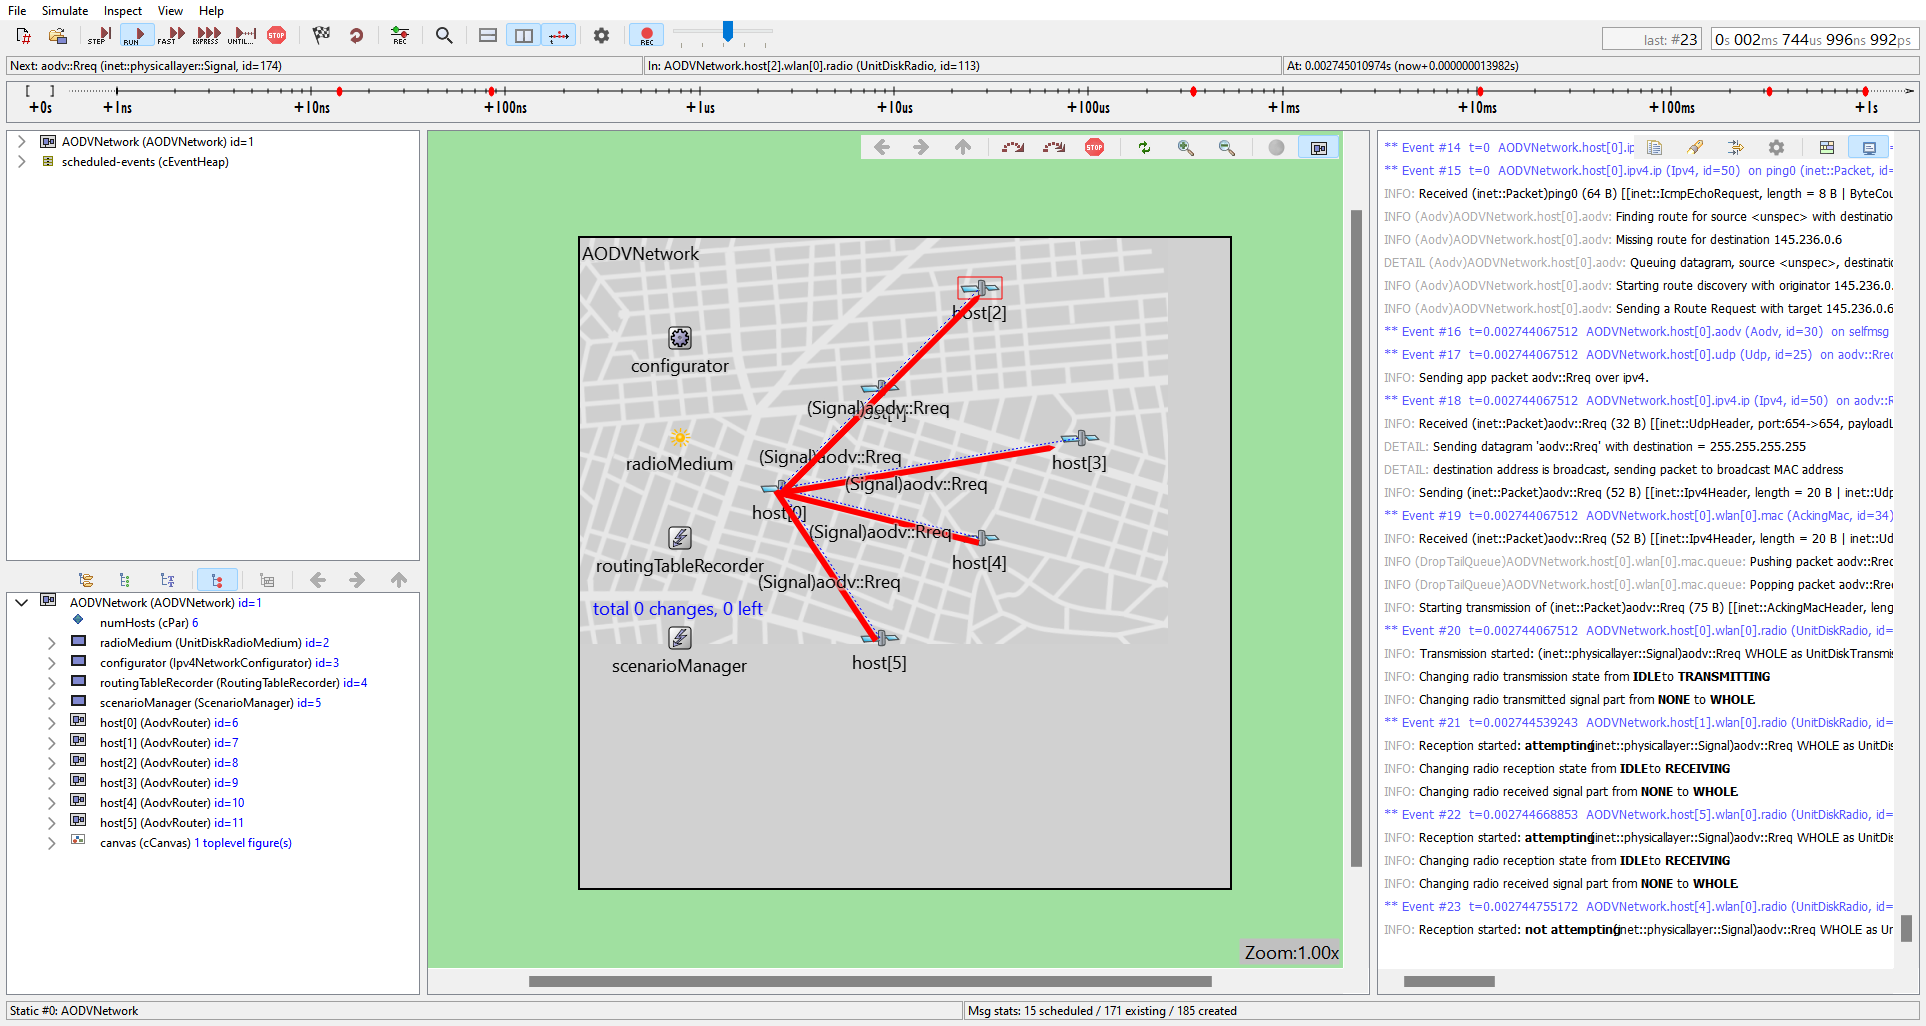 File Simulate Inspect View Help
STEP RUN FAST EXPRESS UNTIL... STOP REC REC
last: #23 0s 002ms 744us 996ns 992ps
Next: aodv::Rreq (inet::physicallayer::Signal, id=174) In: AODVNetwork.host[2].wlan[0].radio (UnitDiskRadio, id=113) At: 0.002745010974s (now+0.000000013982s)
[ ]
+0s +1ns +10ns +100ns +1us +10us +100us +1ms +10ms +100ms +1s
AODVNetwork (AODVNetwork) id=1
scheduled-events (cEventHeap)
AODVNetwork (AODVNetwork) id=1
numHosts (cPar) 6
radioMedium (UnitDiskRadioMedium) id=2
configurator (Ipv4NetworkConfigurator) id=3
routingTableRecorder (RoutingTableRecorder) id=4
scenarioManager (ScenarioManager) id=5
host[0] (AodvRouter) id=6
host[1] (AodvRouter) id=7
host[2] (AodvRouter) id=8
host[3] (AodvRouter) id=9
host[4] (AodvRouter) id=10
host[5] (AodvRouter) id=11
canvas (cCanvas) 1 toplevel figure(s)
STOP
AODVNetwork
host[2]
configurator
(Signal)aodv::Rreq
host[1]
(Signal)aodv::Rreq
radioMedium
host[3]
(Signal)aodv::Rreq
host[0]
(Signal)aodv::Rreq
host[4]
routingTableRecorder
(Signal)aodv::Rreq
total 0 changes, 0 left
host[5]
scenarioManager
Zoom:1.00x
** Event #14 t=0 AODVNetwork.host[0].ip
** Event #15 t=0 AODVNetwork.host[0].ipv4.ip (Ipv4, id=50) on ping0 (inet::Packet, id=
INFO: Received (inet::Packet)ping0 (64 B) [[inet::IcmpEchoRequest, length = 8 B | ByteCou
INFO (Aodv)AODVNetwork.host[0].aodv: Finding route for source <unspec> with destinatio
INFO (Aodv)AODVNetwork.host[0].aodv: Missing route for destination 145.236.0.6
DETAIL (Aodv)AODVNetwork.host[0].aodv: Queuing datagram, source <unspec>, destinatio
INFO (Aodv)AODVNetwork.host[0].aodv: Starting route discovery with originator 145.236.0.
INFO (Aodv)AODVNetwork.host[0].aodv: Sending a Route Request with target 145.236.0.6
** Event #16 t=0.002744067512 AODVNetwork.host[0].aodv (Aodv, id=30) on selfmsg
** Event #17 t=0.002744067512 AODVNetwork.host[0].udp (Udp, id=25) on aodv::Rreq
INFO: Sending app packet aodv::Rreq over ipv4.
** Event #18 t=0.002744067512 AODVNetwork.host[0].ipv4.ip (Ipv4, id=50) on aodv::R
INFO: Received (inet::Packet)aodv::Rreq (32 B) [[inet::UdpHeader, port:654->654, payloadL
DETAIL: Sending datagram 'aodv::Rreq' with destination = 255.255.255.255
DETAIL: destination address is broadcast, sending packet to broadcast MAC address
INFO: Sending (inet::Packet)aodv::Rreq (52 B) [[inet::Ipv4Header, length = 20 B | inet::Udp
** Event #19 t=0.002744067512 AODVNetwork.host[0].wlan[0].mac (AckingMac, id=34)
INFO: Received (inet::Packet)aodv::Rreq (52 B) [[inet::Ipv4Header, length = 20 B | inet::Ud
INFO (DropTailQueue)AODVNetwork.host[0].wlan[0].mac.queue: Pushing packet aodv::Rre
INFO (DropTailQueue)AODVNetwork.host[0].wlan[0].mac.queue: Popping packet aodv::Rre
INFO: Starting transmission of (inet::Packet)aodv::Rreq (75 B) [[inet::AckingMacHeader, leng
** Event #20 t=0.002744067512 AODVNetwork.host[0].wlan[0].radio (UnitDiskRadio, id=
INFO: Transmission started: (inet::physicallayer::Signal)aodv::Rreq WHOLE as UnitDiskTransmis
INFO: Changing radio transmission state from IDLE to TRANSMITTING
INFO: Changing radio transmitted signal part from NONE to WHOLE.
** Event #21 t=0.002744539243 AODVNetwork.host[1].wlan[0].radio (UnitDiskRadio, id=
INFO: Reception started: attempting (inet::physicallayer::Signal)aodv::Rreq WHOLE as UnitDis
INFO: Changing radio reception state from IDLE to RECEIVING
INFO: Changing radio received signal part from NONE to WHOLE.
** Event #22 t=0.002744668853 AODVNetwork.host[5].wlan[0].radio (UnitDiskRadio, id=
INFO: Reception started: attempting (inet::physicallayer::Signal)aodv::Rreq WHOLE as UnitDis
INFO: Changing radio reception state from IDLE to RECEIVING
INFO: Changing radio received signal part from NONE to WHOLE.
** Event #23 t=0.002744755172 AODVNetwork.host[4].wlan[0].radio (UnitDiskRadio, id=
INFO: Reception started: not attempting (inet::physicallayer::Signal)aodv::Rreq WHOLE as Un
Static #0: AODVNetwork Msg stats: 15 scheduled / 171 existing / 185 created